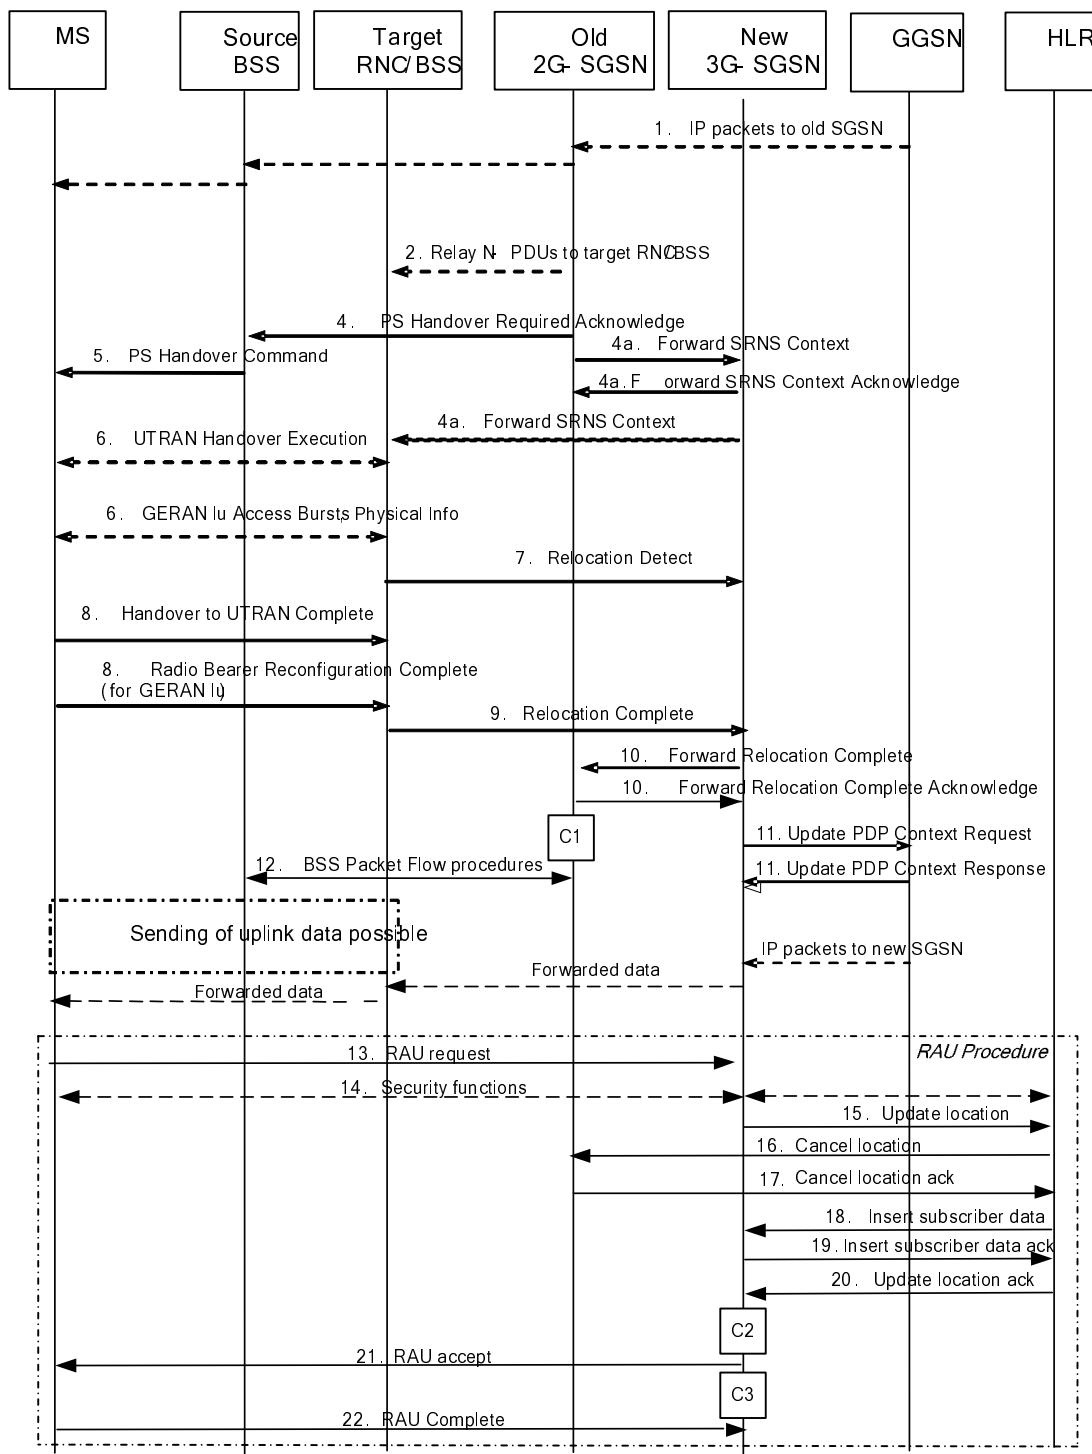 MS
Source
BSS
Target
RNC/BSS
Old
2G- SGSN
New
3G- SGSN
GGSN
HLR
1. IP packets to old SGSN
2. Relay N- PDUs to target RNC/BSS
4. PS Handover Required Acknowledge
4a. Forward SRNS Context
5. PS Handover Command
4a. F orward SRNS Context Acknowledge
4a. Forward SRNS Context
6. UTRAN Handover Execution
6. GERAN Iu Access Bursts, Physical Info
7. Relocation Detect
8. Handover to UTRAN Complete
8. Radio Bearer Reconfiguration Complete
(for GERAN Iu)
9. Relocation Complete
10. Forward Relocation Complete
10. Forward Relocation Complete Acknowledge
C1
11. Update PDP Context Request
12. BSS Packet Flow procedures
11. Update PDP Context Response
Sending of uplink data possible
IP packets to new SGSN
Forwarded data
Forwarded data
RAU Procedure
13. RAU request
14. Security functions
15. Update location
16. Cancel location
17. Cancel location ack
18. Insert subscriber data
19. Insert subscriber data ack
20. Update location ack
C2
21. RAU accept
C3
22. RAU Complete